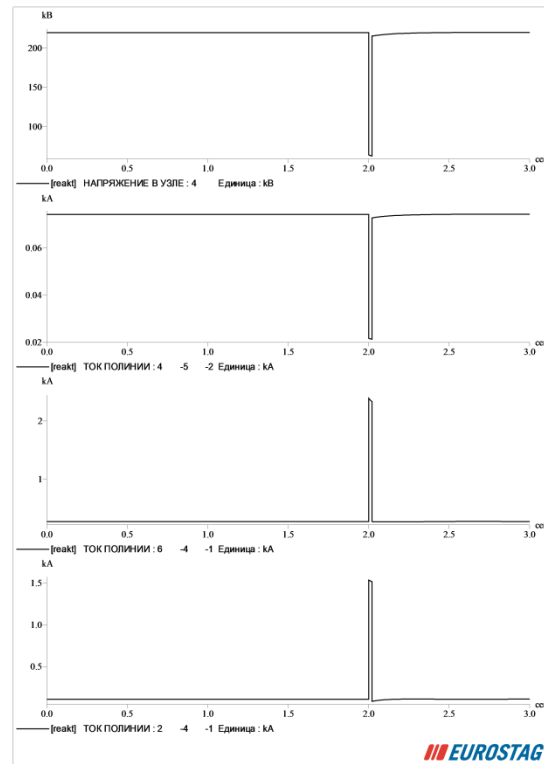 кВ
200
150
100
0.0 0.5 1.0 1.5 2.0 2.5 3.0
[reakt] НАПРЯЖЕНИЕ В УЗЛЕ : 4 Единица : kB
кА
0.06
0.04
0.02
0.0 0.5 1.0 1.5 2.0 2.5 3.0
[reakt] ТОК ПОЛИНИИ : 4 -5 -2 Единица : kA
кА
2
1
0.0 0.5 1.0 1.5 2.0 2.5 3.0
[reakt] ТОК ПОЛИНИИ : 6 -4 -1 Единица : kA
кА
1.5
1.0
0.5
0.0 0.5 1.0 1.5 2.0 2.5 3.0
[reakt] ТОК ПОЛИНИИ : 2 -4 -1 Единица : kA
EUROSTAG